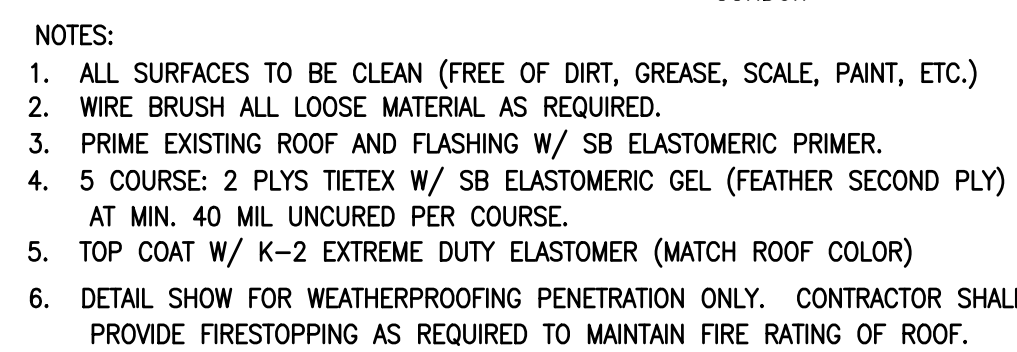 NOTES:
1. ALL SURFACES TO BE CLEAN (FREE OF DIRT, GREASE, SCALE, PAINT, ETC.)
2. WIRE BRUSH ALL LOOSE MATERIAL AS REQUIRED.
3. PRIME EXISTING ROOF AND FLASHING W/ SB ELASTOMERIC PRIMER.
4. 5 COURSE: 2 PLYS TIETEX W/ SB ELASTOMERIC GEL (FEATHER SECOND PLY)
AT MIN. 40 MIL UNCURED PER COURSE.
5. TOP COAT W/ K-2 EXTREME DUTY ELASTOMER (MATCH ROOF COLOR)
6. DETAIL SHOW FOR WEATHERPROOFING PENETRATION ONLY. CONTRACTOR SHALL
PROVIDE FIRESTOPPING AS REQUIRED TO MAINTAIN FIRE RATING OF ROOF.